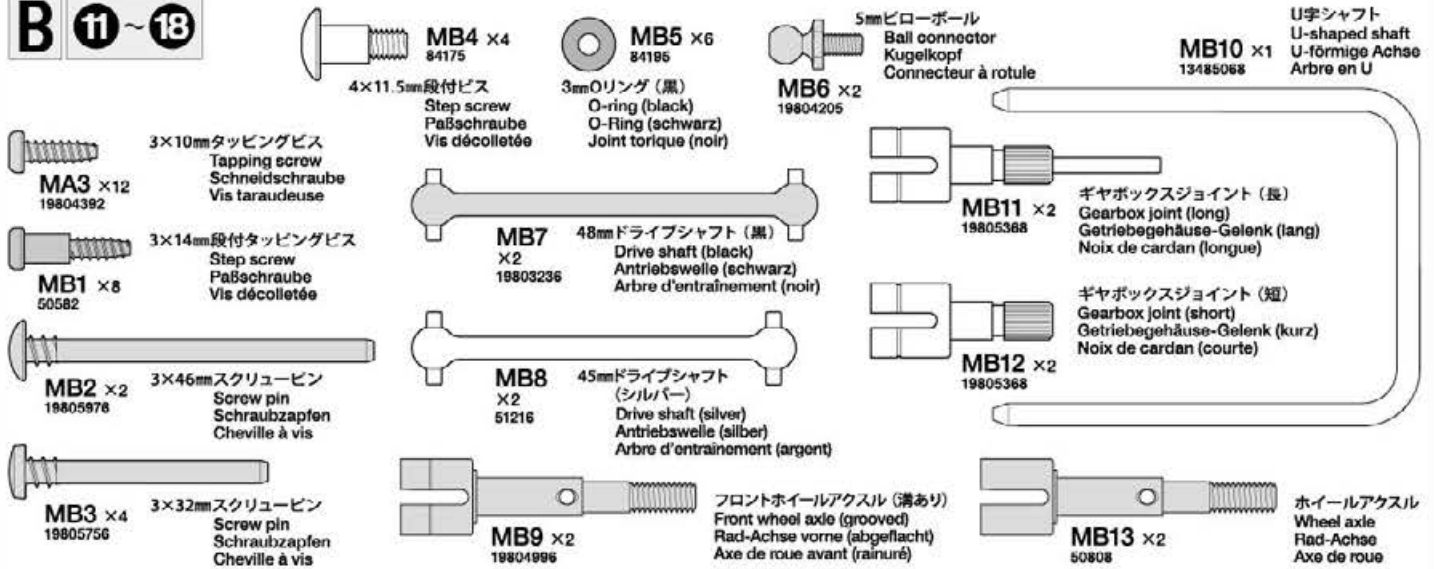 B 11 ~ 18
MB4 ×4
84175
4×11.5mm段付ビス
Step screw
Paßschraube
Vis décolletée
MB5 ×6
84195
3mmOリング (黒)
O-ring (black)
O-Ring (schwarz)
Joint torique (noir)
5mmピローボール
Ball connector
Kugelkopf
Connecteur à rotule
MB6 ×2
19804205
MB10 ×1
13485068
U字シャフト
U-shaped shaft
U-förmige Achse
Arbre en U
MA3 ×12
19804392
3×10mmタッピングビス
Tapping screw
Schneidschraube
Vis taraudeuse
MB1 ×8
50582
3×14mm段付タッピングビス
Step screw
Paßschraube
Vis décolletée
MB2 ×2
19805976
3×46mmスクリューピン
Screw pin
Schraubzapfen
Cheville à vis
MB3 ×4
19805756
3×32mmスクリューピン
Screw pin
Schraubzapfen
Cheville à vis
MB7
×2
19803236
48mmドライブシャフト (黒)
Drive shaft (black)
Antriebswelle (schwarz)
Arbre d'entraînement (noir)
MB8
×2
51216
45mmドライブシャフト
(シルバー)
Drive shaft (silver)
Antriebswelle (silber)
Arbre d'entrainement (argent)
MB9 ×2
19804996
フロントホイールアクスル (溝あり)
Front wheel axle (grooved)
Rad-Achse vorne (abgeflacht)
Axe de roue avant (rainuré)
MB11 ×2
19805368
ギヤボックスジョイント (長)
Gearbox joint (long)
Getriebegehäuse-Gelenk (lang)
Noix de cardan (longue)
MB12 ×2
19805368
ギヤボックスジョイント (短)
Gearbox joint (short)
Getriebegehäuse-Gelenk (kurz)
Noix de cardan (courte)
MB13 ×2
50808
ホイールアクスル
Wheel axle
Rad-Achse
Axe de roue